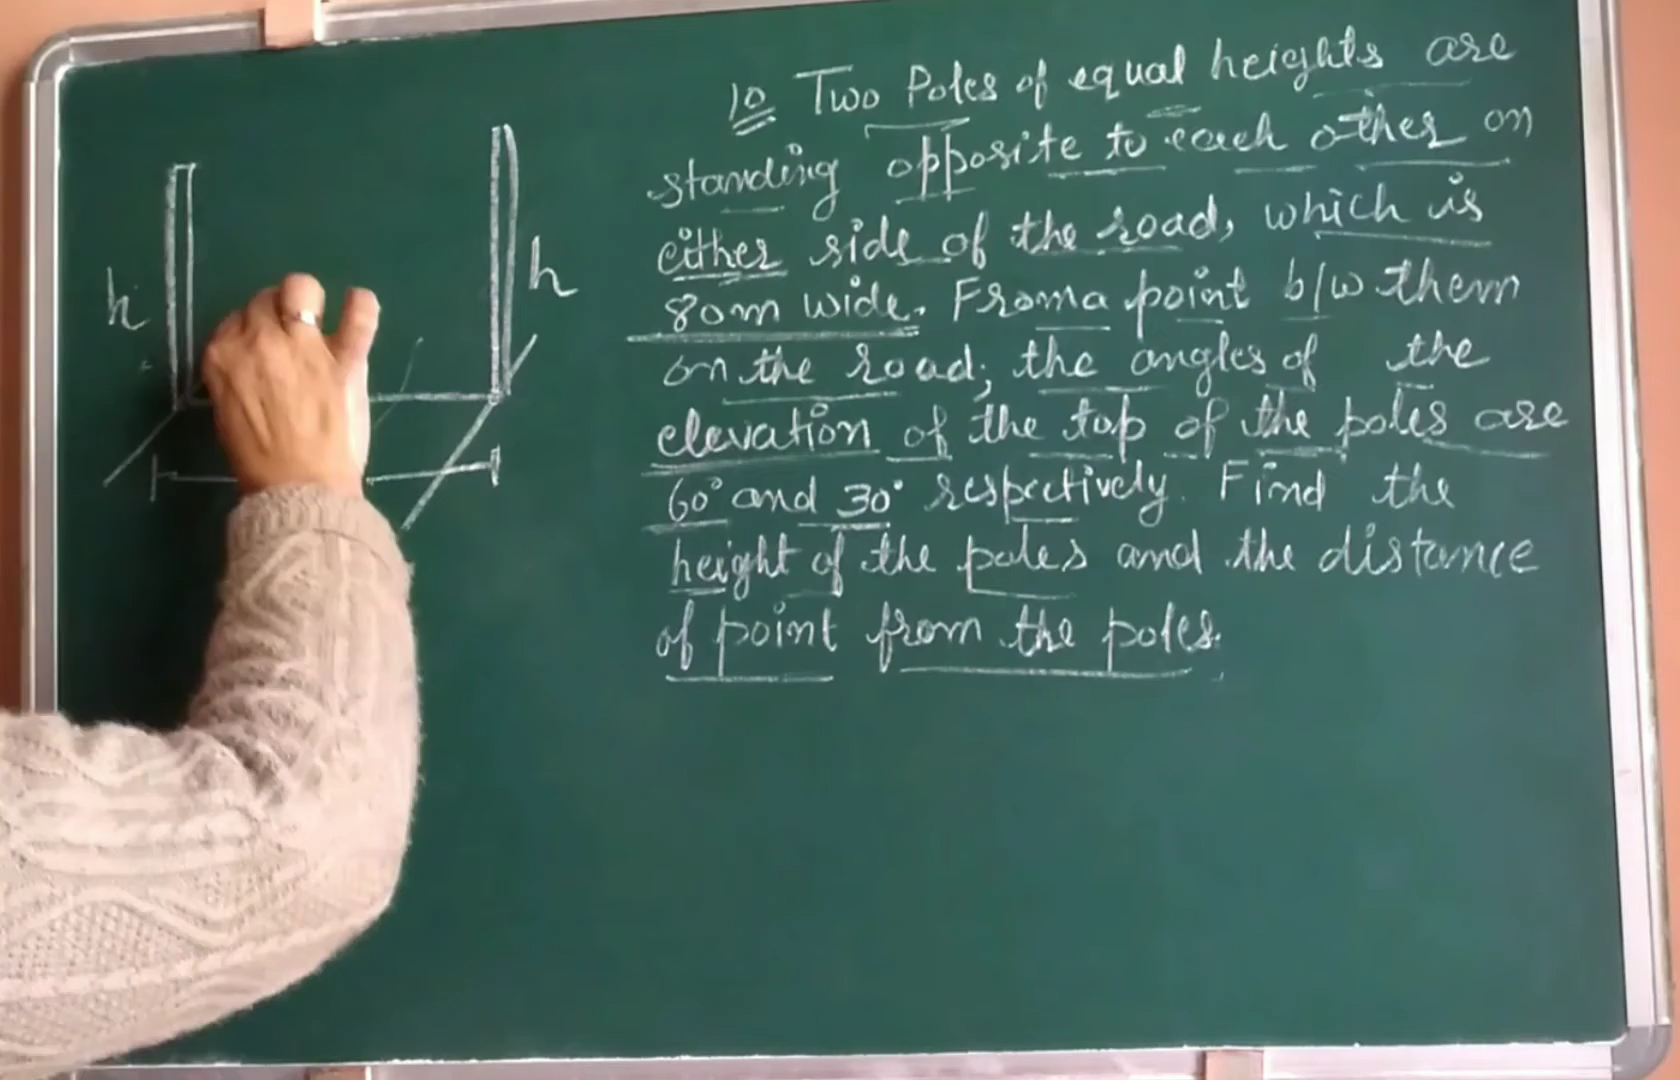 10 Two Poles of equal heights are
standing opposite to each other on
either side of the road, which is
80m wide. From a point b/w them
on the road, the angles of the
elevation of the top of the poles are
60° and 30° respectively. Find the
height of the poles and the distance
of point from the poles.
h
h